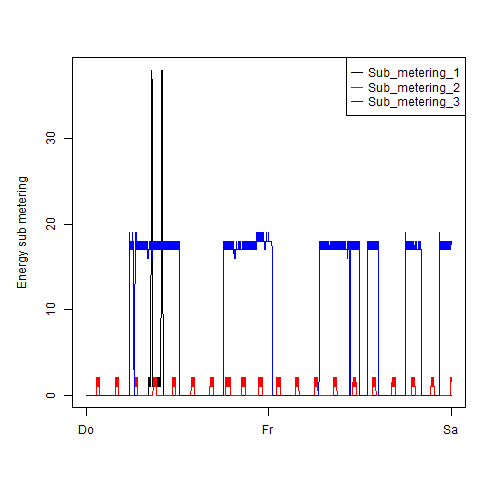 Sub_metering_1
Sub_metering_2
Sub_metering_3
Energy sub metering
30
20
10
0
Do Fr Sa